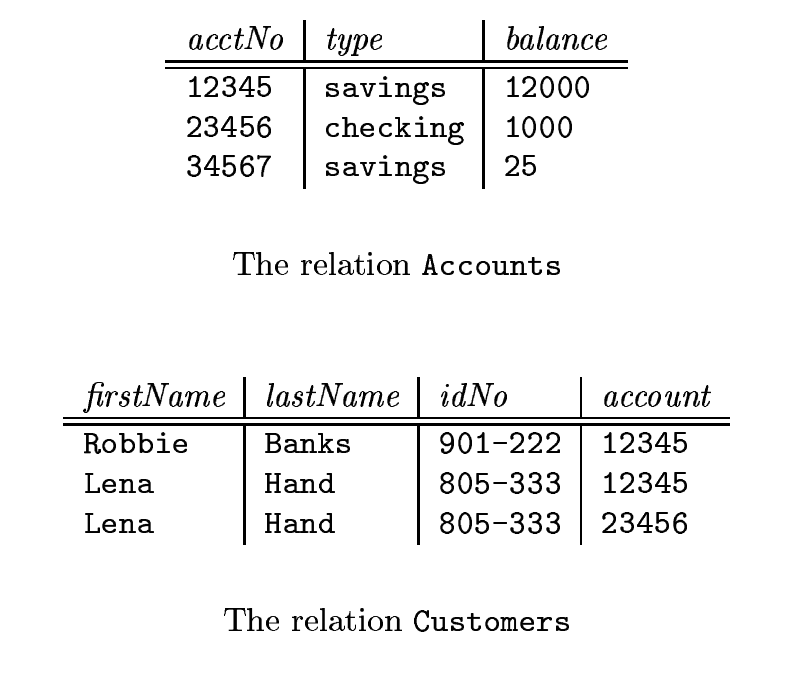 acctNo type balance
12345 savings 12000
23456 checking 1000
34567 savings 25
The relation Accounts
firstName lastName idNo account
Robbie Banks 901-222 12345
Lena Hand 805-333 12345
Lena Hand 805-333 23456
The relation Customers